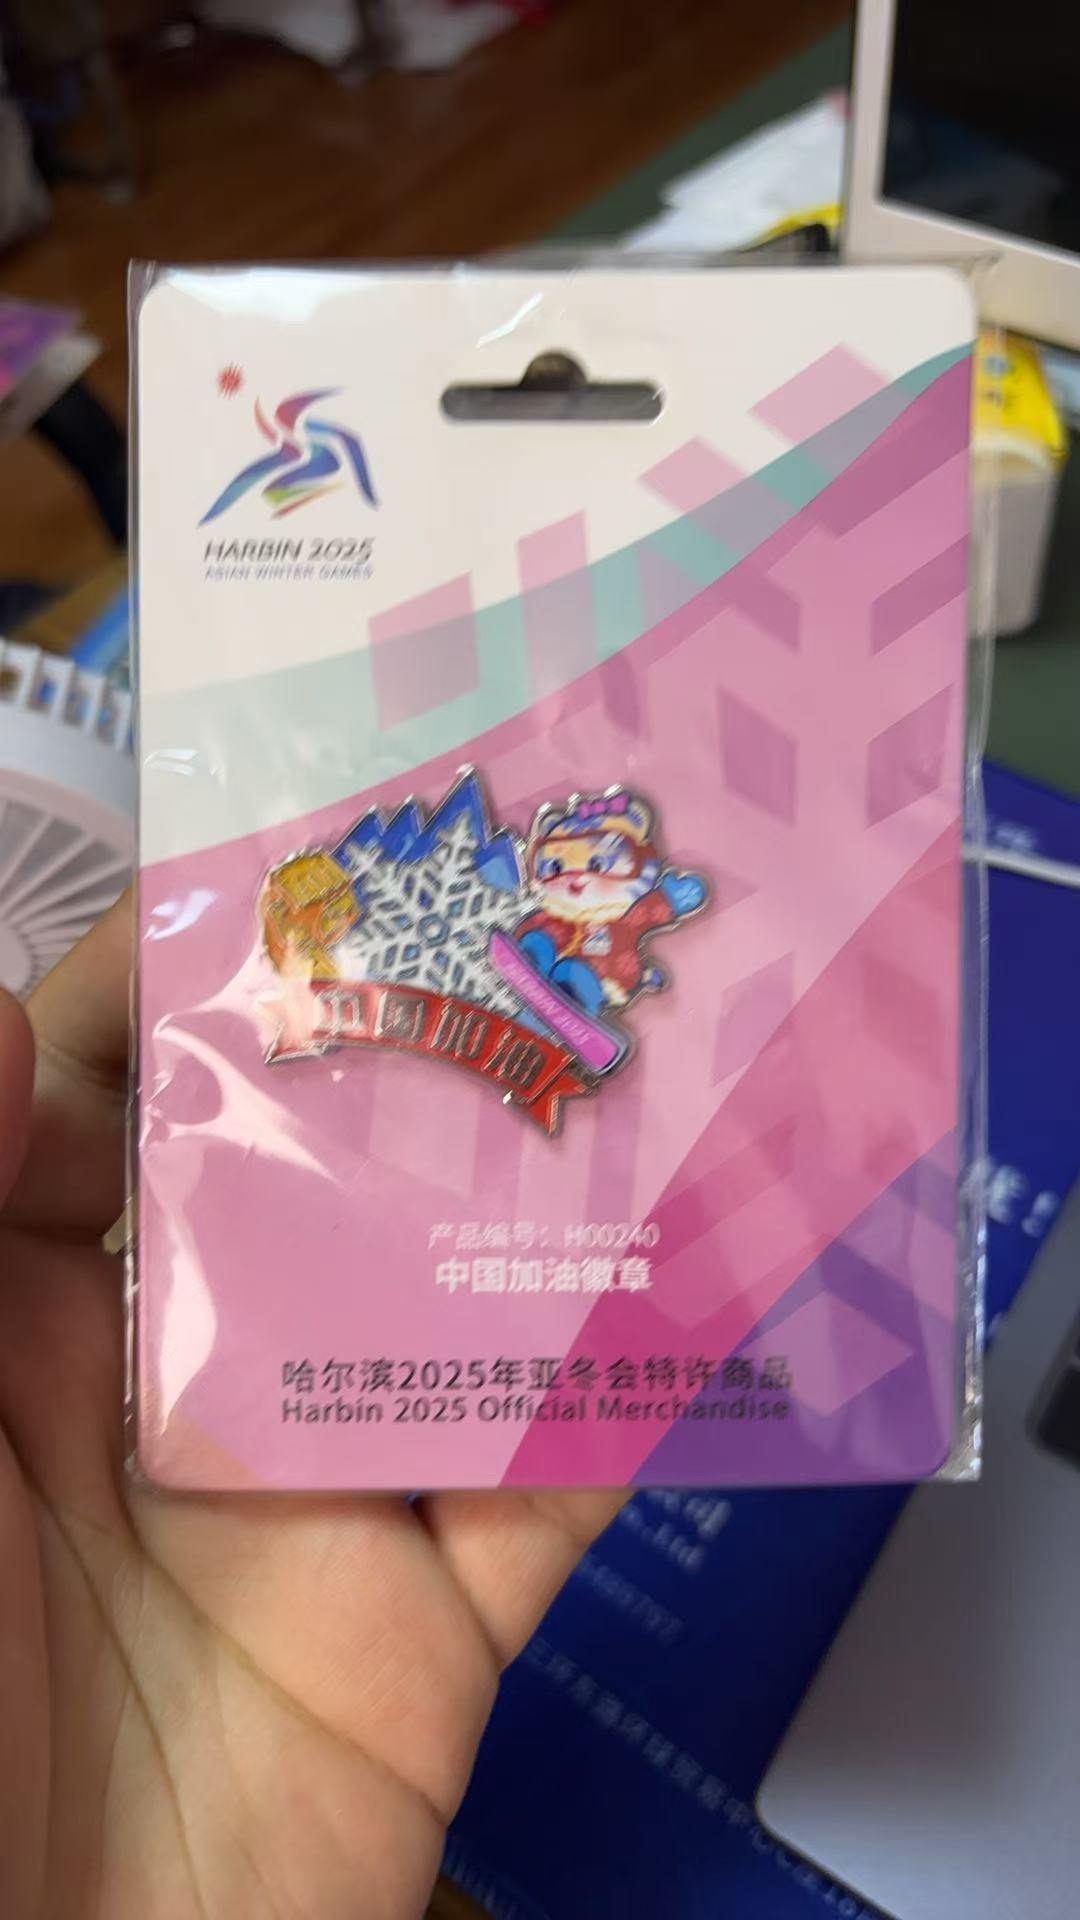 HARBIN 2025
ASIAN WINTER GAMES
中国加油
产品编号：H00240
中国加油徽章
哈尔滨2025年亚冬会特许商品
Harbin 2025 Official Merchandise